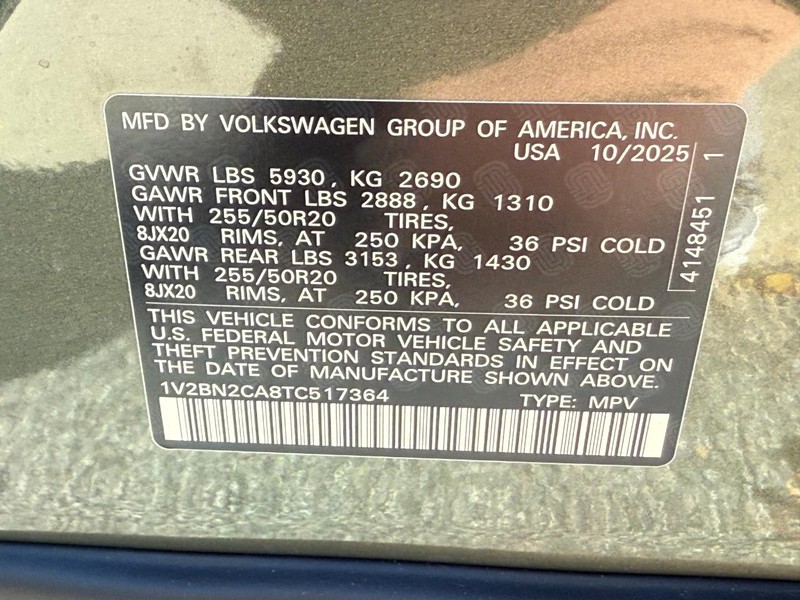 MFD BY VOLKSWAGEN GROUP OF AMERICA, INC.
USA 10/2025
GVWR LBS 5930, KG 2690
GAWR FRONT LBS 2888, KG 1310
WITH 255/50R20 TIRES,
8JX20 RIMS, AT 250 KPA, 36 PSI COLD
GAWR REAR LBS 3153, KG 1430
WITH 255/50R20 TIRES,
8JX20 RIMS, AT 250 KPA, 36 PSI COLD
THIS VEHICLE CONFORMS TO ALL APPLICABLE
U.S. FEDERAL MOTOR VEHICLE SAFETY AND
THEFT PREVENTION STANDARDS IN EFFECT ON
THE DATE OF MANUFACTURE SHOWN ABOVE.
1V2BN2CA8TC517364 TYPE: MPV
4148451 1